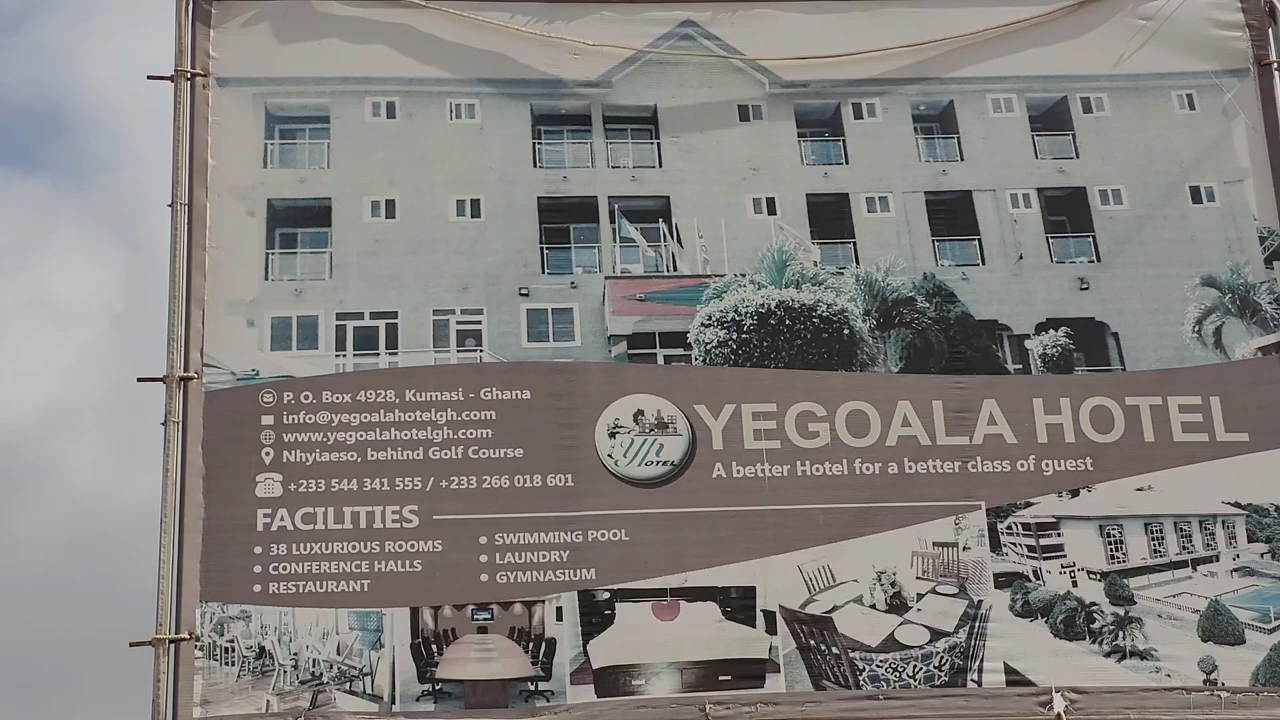 P. O. Box 4928, Kumasi - Ghana
info@yegoalahotelgh.com
www.yegoalahotelgh.com
Nhyiaeso, behind Golf Course
+233 544 341 555 / +233 266 018 601
YH HOTEL
YEGOALA HOTEL
A better Hotel for a better class of guest
FACILITIES
• 38 LUXURIOUS ROOMS
• CONFERENCE HALLS
• RESTAURANT
• SWIMMING POOL
• LAUNDRY
• GYMNASIUM